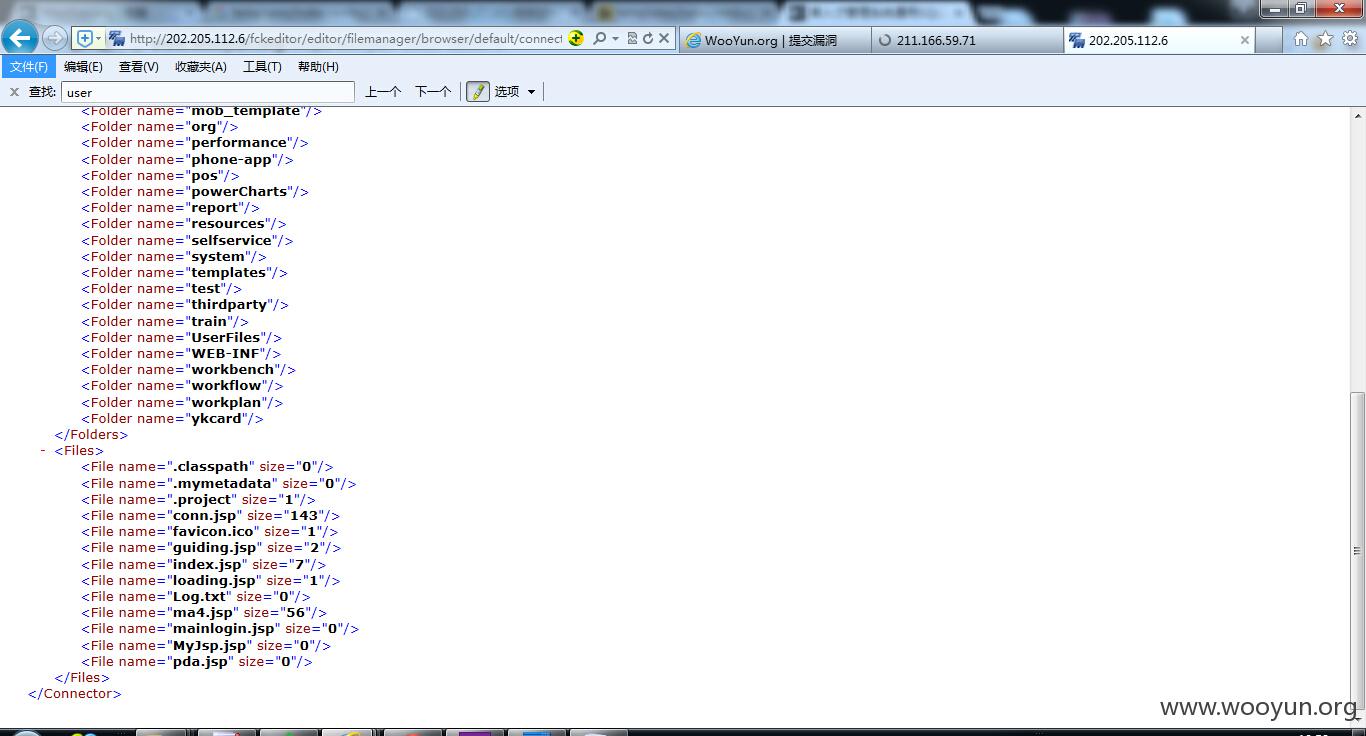 http://202.205.112.6/fckeditor/editor/filemanager/browser/default/connect
WooYun.org | 提交漏洞
211.166.59.71
202.205.112.6
文件(F) 编辑(E) 查看(V) 收藏夹(A) 工具(T) 帮助(H)
查找: user 上一个 下一个 选项
<Folder name="mob_template"/>
<Folder name="org"/>
<Folder name="performance"/>
<Folder name="phone-app"/>
<Folder name="pos"/>
<Folder name="powerCharts"/>
<Folder name="report"/>
<Folder name="resources"/>
<Folder name="selfservice"/>
<Folder name="system"/>
<Folder name="templates"/>
<Folder name="test"/>
<Folder name="thirdparty"/>
<Folder name="train"/>
<Folder name="UserFiles"/>
<Folder name="WEB-INF"/>
<Folder name="workbench"/>
<Folder name="workflow"/>
<Folder name="workplan"/>
<Folder name="ykcard"/>
</Folders>
- <Files>
<File name=".classpath" size="0"/>
<File name=".mymetadata" size="0"/>
<File name=".project" size="1"/>
<File name="conn.jsp" size="143"/>
<File name="favicon.ico" size="1"/>
<File name="guiding.jsp" size="2"/>
<File name="index.jsp" size="7"/>
<File name="loading.jsp" size="1"/>
<File name="Log.txt" size="0"/>
<File name="ma4.jsp" size="56"/>
<File name="mainlogin.jsp" size="0"/>
<File name="MyJsp.jsp" size="0"/>
<File name="pda.jsp" size="0"/>
</Files>
</Connector>
www.wooyun.org